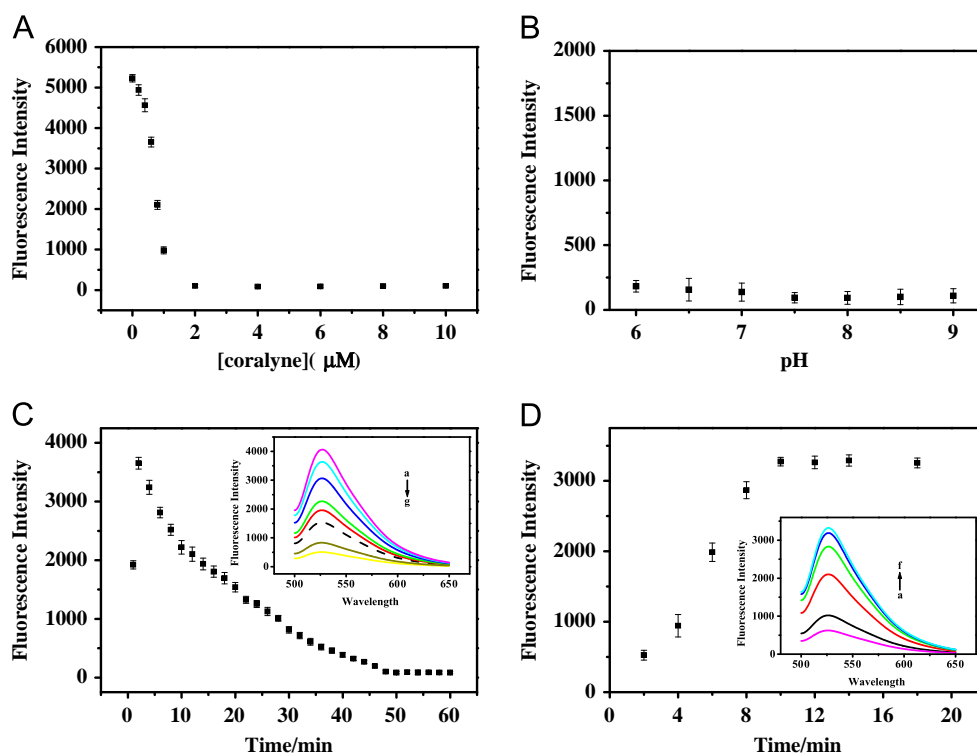 A
6000
5000
4000
3000
2000
1000
0
Fluorescence Intensity
0 2 4 6 8 10
[coralyne]( μM)
B
2000
1500
1000
500
0
Fluorescence Intensity
6 7 8 9
pH
C
4000
3000
2000
1000
0
Fluorescence Intensity
0 10 20 30 40 50 60
Time/min
4000
3500
3000
2500
2000
1500
1000
500
0
Fluorescence Intensity
500 550 600 650
Wavelength
a
g
D
3000
2000
1000
0
Fluorescence Intensity
0 4 8 12 16 20
Time/min
3000
2000
1000
0
Fluorescence Intensity
500 550 600 650
Wavelength
f
a